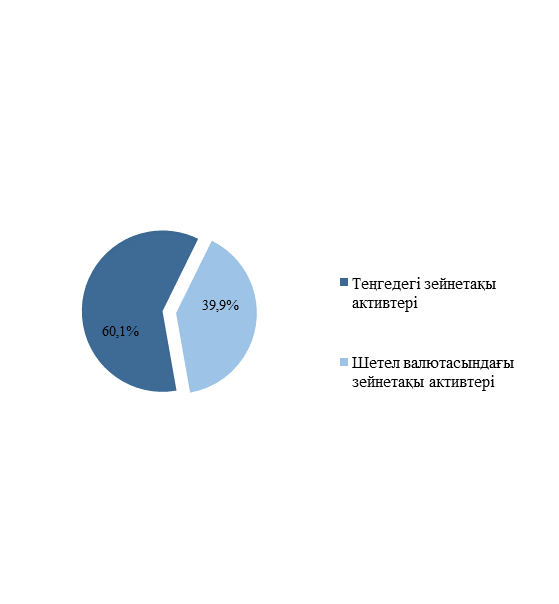 60,1%
39,9%
Теңгедегі зейнетақы
активтері
Шетел валютасындағы
зейнетақы активтері